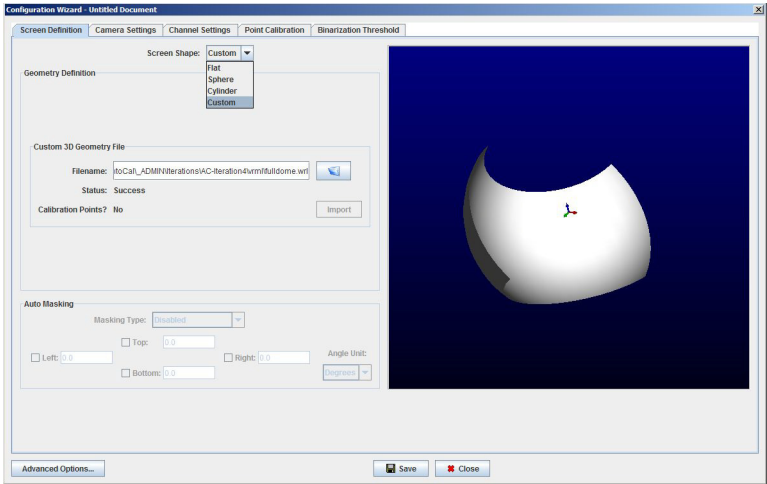 Configuration Wizard - Untitled Document
Screen Definition Camera Settings Channel Settings Point Calibration Binarization Threshold
Screen Shape: Custom
Flat
Sphere
Cylinder
Custom
Geometry Definition
Custom 3D Geometry File
Filename: toCal\_ADMIN\Iterations\AC-Iteration4\vrml\fulldome.wrl
Status: Success
Calibration Points? No Import
Auto Masking
Masking Type: Disabled
Top: 0.0
Left: 0.0 Right: 0.0 Angle Unit:
Bottom: 0.0 Degrees
Advanced Options... Save Close